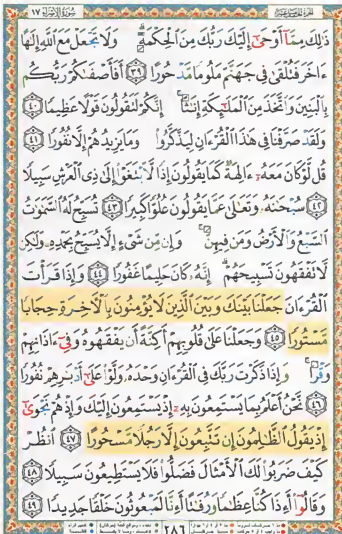 الجزء الخامس عشر ١٧ سورة الإسراء
ذَٰلِكَ مِمَّآ أَوۡحَىٰٓ إِلَيۡكَ رَبُّكَ مِنَ ٱلۡحِكۡمَةِۗ وَلَا تَجۡعَلۡ مَعَ ٱللَّهِ إِلَٰهًا
ءَاخَرَ فَتُلۡقَىٰ فِي جَهَنَّمَ مَلُومٗا مَّدۡحُورًا ٣٩ أَفَأَصۡفَىٰكُمۡ رَبُّكُم
بِٱلۡبَنِينَ وَٱتَّخَذَ مِنَ ٱلۡمَلَٰٓئِكَةِ إِنَٰثًاۚ إِنَّكُمۡ لَتَقُولُونَ قَوۡلًا عَظِيمٗا ٤٠
وَلَقَدۡ صَرَّفۡنَا فِي هَٰذَا ٱلۡقُرۡءَانِ لِيَذَّكَّرُواْ وَمَا يَزِيدُهُمۡ إِلَّا نُفُورٗا ٤١
قُل لَّوۡ كَانَ مَعَهُۥٓ ءَالِهَةٞ كَمَا يَقُولُونَ إِذٗا لَّٱبۡتَغَوۡاْ إِلَىٰ ذِي ٱلۡعَرۡشِ سَبِيلٗا
٤٢ سُبۡحَٰنَهُۥ وَتَعَٰلَىٰ عَمَّا يَقُولُونَ عُلُوّٗا كَبِيرٗا ٤٣ تُسَبِّحُ لَهُ ٱلسَّمَٰوَٰتُ
ٱلسَّبۡعُ وَٱلۡأَرۡضُ وَمَن فِيهِنَّۚ وَإِن مِّن شَيۡءٍ إِلَّا يُسَبِّحُ بِحَمۡدِهِۦ وَلَٰكِن
لَّا تَفۡقَهُونَ تَسۡبِيحَهُمۡۚ إِنَّهُۥ كَانَ حَلِيمًا غَفُورٗا ٤٤ وَإِذَا قَرَأۡتَ
ٱلۡقُرۡءَانَ جَعَلۡنَا بَيۡنَكَ وَبَيۡنَ ٱلَّذِينَ لَا يُؤۡمِنُونَ بِٱلۡأٓخِرَةِ حِجَابٗا
مَّسۡتُورٗا ٤٥ وَجَعَلۡنَا عَلَىٰ قُلُوبِهِمۡ أَكِنَّةً أَن يَفۡقَهُوهُ وَفِيٓ ءَاذَانِهِمۡ
وَقۡرٗاۚ وَإِذَا ذَكَرۡتَ رَبَّكَ فِي ٱلۡقُرۡءَانِ وَحۡدَهُۥ وَلَّوۡاْ عَلَىٰٓ أَدۡبَٰرِهِمۡ نُفُورٗا
٤٦ نَّحۡنُ أَعۡلَمُ بِمَا يَسۡتَمِعُونَ بِهِۦٓ إِذۡ يَسۡتَمِعُونَ إِلَيۡكَ وَإِذۡ هُمۡ نَجۡوَىٰٓ
إِذۡ يَقُولُ ٱلظَّٰلِمُونَ إِن تَتَّبِعُونَ إِلَّا رَجُلٗا مَّسۡحُورًا ٤٧ ٱنظُرۡ
كَيۡفَ ضَرَبُواْ لَكَ ٱلۡأَمۡثَالَ فَضَلُّواْ فَلَا يَسۡتَطِيعُونَ سَبِيلٗا ٤٨
وَقَالُوٓاْ أَءِذَا كُنَّا عِظَٰمٗا وَرُفَٰتًا أَءِنَّا لَمَبۡعُوثُونَ خَلۡقٗا جَدِيدٗا ٤٩
٢٨٦